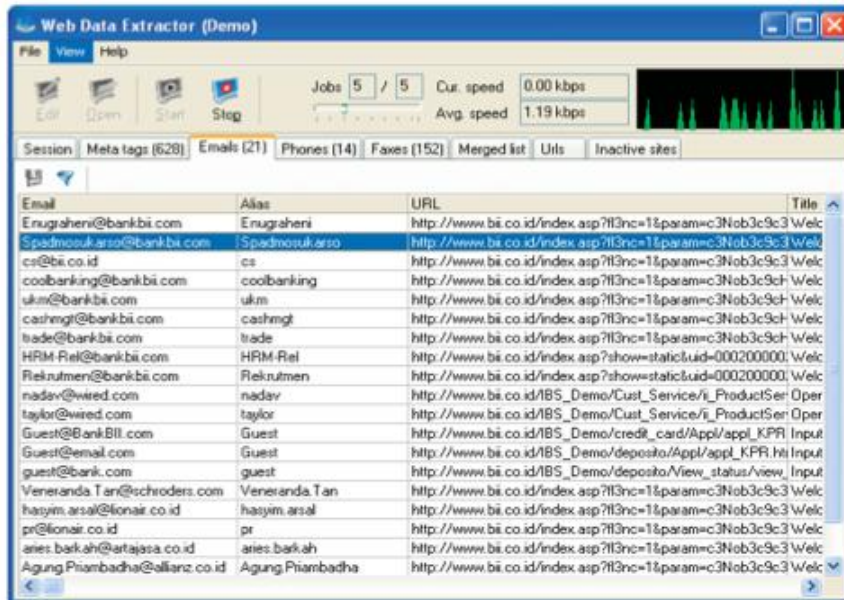 Web Data Extractor (Demo)
File View Help
Jobs 5 / 5 Cur. speed 0.00 kbps
Edit Open Start Stop Avg. speed 1.19 kbps
Session Meta tags (628) Emails (21) Phones (14) Faxes (152) Merged list Urls Inactive sites
Email Alias URL Title
Enugraheni@bankbii.com Enugraheni http://www.bii.co.id/index.asp?fl3nc=1&param=c3Nob3c9c3 Welc
Spadmosukarso@bankbii.com Spadmosukarso http://www.bii.co.id/index.asp?fl3nc=1&param=c3Nob3c9c3 Welc
cs@bii.co.id cs http://www.bii.co.id/index.asp?fl3nc=1&param=c3Nob3c9c3 Welc
coolbanking@bankbii.com coolbanking http://www.bii.co.id/index.asp?fl3nc=1&param=c3Nob3c9cH Welc
ukm@bankbii.com ukm http://www.bii.co.id/index.asp?fl3nc=1&param=c3Nob3c9cH Welc
cashmgt@bankbii.com cashmgt http://www.bii.co.id/index.asp?fl3nc=1&param=c3Nob3c9cH Welc
trade@bankbii.com trade http://www.bii.co.id/index.asp?fl3nc=1&param=c3Nob3c9cH Welc
HRM-Rel@bankbii.com HRM-Rel http://www.bii.co.id/index.asp?show=static&uid=000200000 Welc
Rekrutmen@bankbii.com Rekrutmen http://www.bii.co.id/index.asp?show=static&uid=000200000 Welc
nadav@wired.com nadav http://www.bii.co.id/IBS_Demo/Cust_Service/ii_ProductSer Oper
taylor@wired.com taylor http://www.bii.co.id/IBS_Demo/Cust_Service/ii_ProductSer Oper
Guest@BankBII.com Guest http://www.bii.co.id/IBS_Demo/credit_card/Appl/appl_KPR Input
Guest@email.com Guest http://www.bii.co.id/IBS_Demo/deposito/Appl/appl_KPR.ht Input
guest@bank.com guest http://www.bii.co.id/IBS_Demo/deposito/View_status/view_ Input
Veneranda.Tan@schroders.com Veneranda.Tan http://www.bii.co.id/index.asp?fl3nc=1&param=c3Nob3c9c3 Welc
hasyim.arsal@lionair.co.id hasyim.arsal http://www.bii.co.id/index.asp?fl3nc=1&param=c3Nob3c9c3 Welc
pr@lionair.co.id pr http://www.bii.co.id/index.asp?fl3nc=1&param=c3Nob3c9c3 Welc
aries.barkah@artajasa.co.id aries.barkah http://www.bii.co.id/index.asp?fl3nc=1&param=c3Nob3c9c3 Welc
Agung.Priambadha@allianz.co.id Agung.Priambadha http://www.bii.co.id/index.asp?fl3nc=1&param=c3Nob3c9c3 Welc